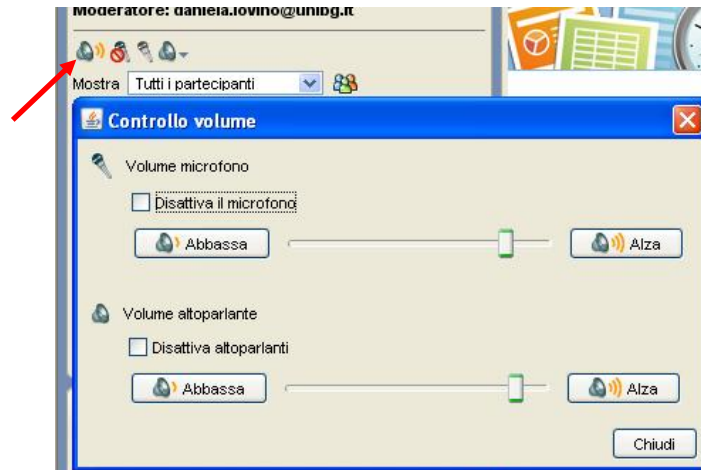 Moderatore: daniela.iovino@unibg.it
Mostra Tutti i partecipanti
Controllo volume
Volume microfono
Disattiva il microfono
Abbassa Alza
Volume altoparlante
Disattiva altoparlanti
Abbassa Alza
Chiudi